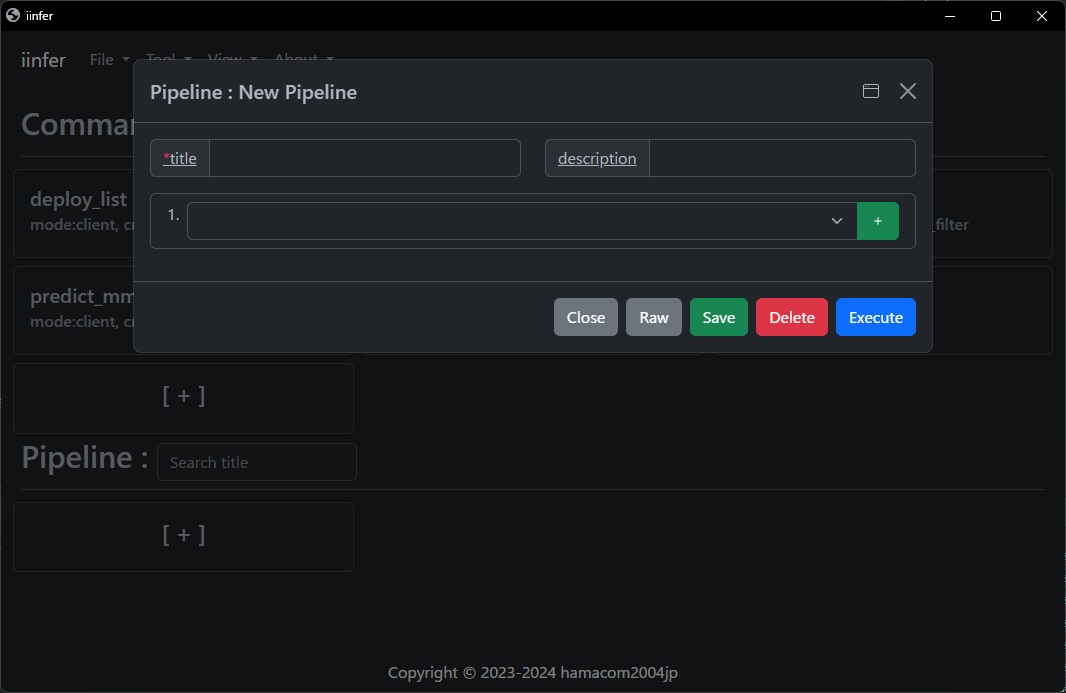 iinfer
iinfer File Tool View About
Pipeline : New Pipeline
Comma
*title description
deploy_list
mode:client, c _filter
1. +
predict_mm
mode:client, c
Close Raw Save Delete Execute
[ + ]
Pipeline : Search title
[ + ]
Copyright © 2023-2024 hamacom2004jp